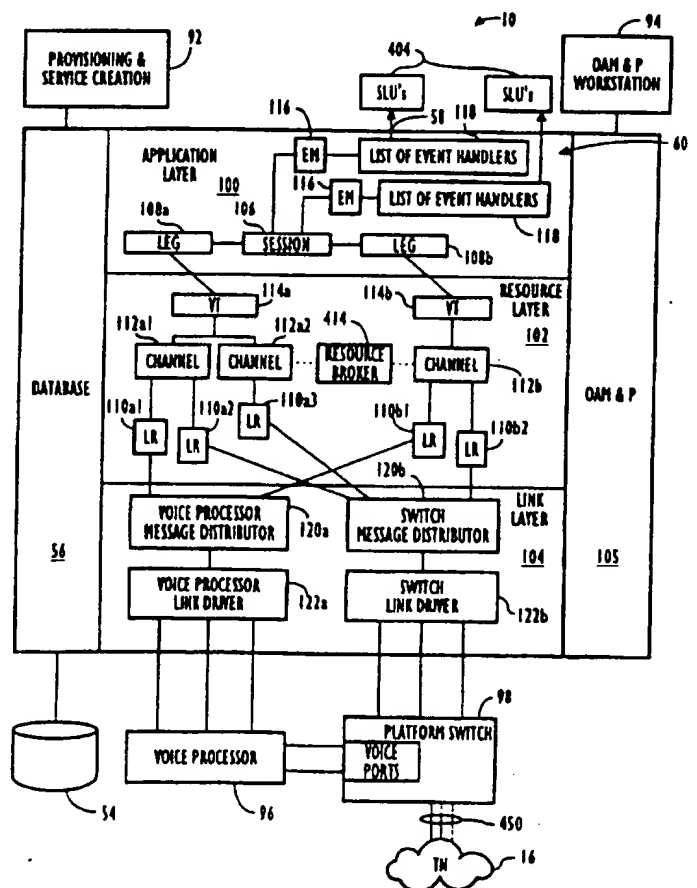 10
92
94
PROVISIONING &
SERVICE CREATION
404
OAM & P
WORKSTATION
SLU's
SLU's
116
58
118
60
APPLICATION
LAYER
EM
LIST OF EVENT HANDLERS
100
116
EM
LIST OF EVENT HANDLERS
108a
106
118
LEG
SESSION
LEG
108b
RESOURCE
LAYER
114a
114b
VT
VT
102
112a1
112a2
414
CHANNEL
CHANNEL
RESOURCE
BROKER
CHANNEL
112b
DATABASE
OAM & P
110a1
110a2
110a3
110b1
110b2
LR
LR
LR
LR
LR
120b
LINK
LAYER
VOICE PROCESSOR
MESSAGE DISTRIBUTOR
120a
SWITCH
MESSAGE DISTRIBUTOR
56
104
105
VOICE PROCESSOR
LINK DRIVER
122a
SWITCH
LINK DRIVER
122b
98
PLATFORM SWITCH
VOICE PROCESSOR
VOICE
PORTS
54
96
450
TN
16